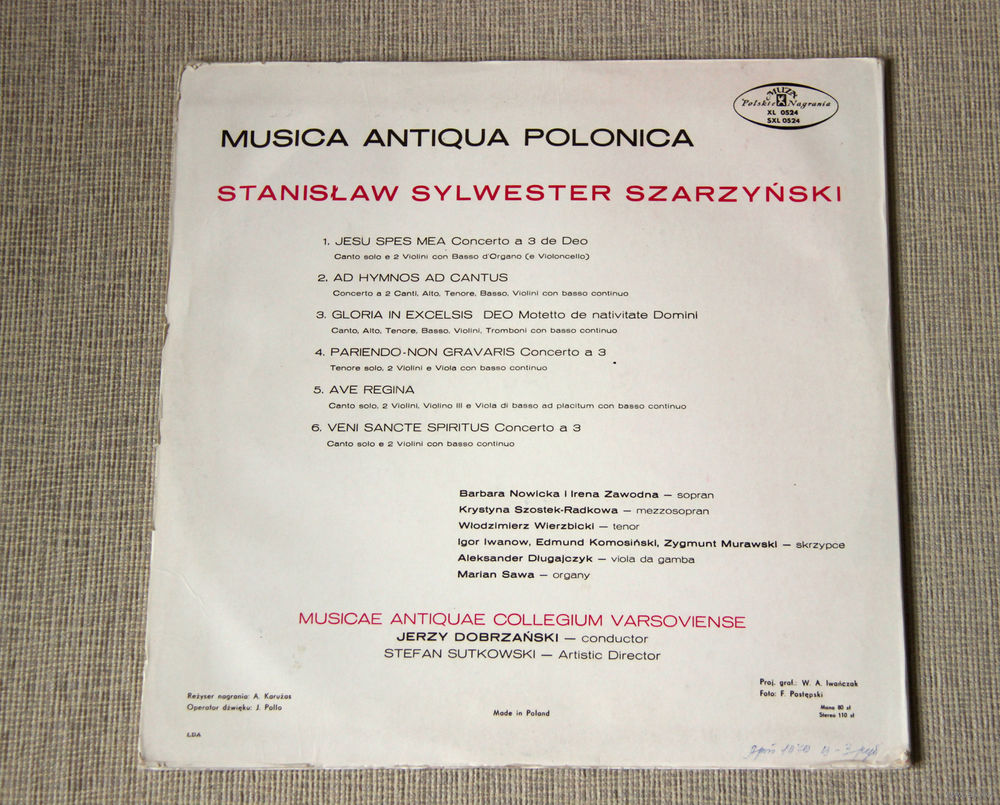 MUZA
Polskie Nagrania
XL 0524
SXL 0524
MUSICA ANTIQUA POLONICA
STANISŁAW SYLWESTER SZARZYŃSKI
1. JESU SPES MEA Concerto a 3 de Deo
Canto solo e 2 Violini con Basso d'Organo (e Violoncello)
2. AD HYMNOS AD CANTUS
Concerto a 2 Canti, Alto, Tenore, Basso, Violini con basso continuo
3. GLORIA IN EXCELSIS DEO Motetto de nativitate Domini
Canto, Alto, Tenore, Basso, Violini, Tromboni con basso continuo
4. PARIENDO-NON GRAVARIS Concerto a 3
Tenore solo, 2 Violini e Viola con basso continuo
5. AVE REGINA
Canto solo, 2 Violini, Violino III e Viola di basso ad placitum con basso continuo
6. VENI SANCTE SPIRITUS Concerto a 3
Canto solo e 2 Violini con basso continuo
Barbara Nowicka i Irena Zawodna — sopran
Krystyna Szostek-Radkowa — mezzosopran
Włodzimierz Wierzbicki — tenor
Igor Iwanow, Edmund Komosiński, Zygmunt Murawski — skrzypce
Aleksander Długajczyk — viola da gamba
Marian Sawa — organy
MUSICAE ANTIQUAE COLLEGIUM VARSOVIENSE
JERZY DOBRZAŃSKI — conductor
STEFAN SUTKOWSKI — Artistic Director
Reżyser nagrania: A. Karużas
Operator dźwięku: J. Pollo
Made in Poland
Proj. graf.: W. A. Iwańczak
Foto: F. Postępski
Mono 80 zł
Stereo 110 zł
ŁDA